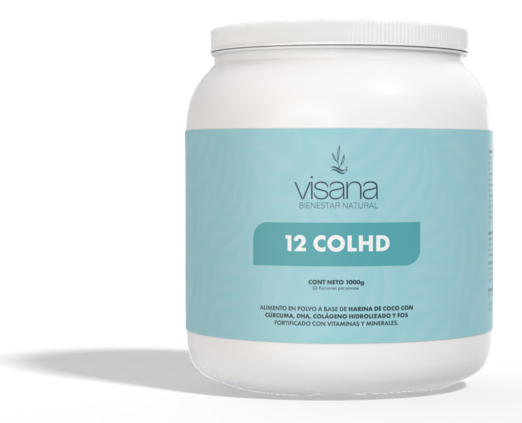 visana
BIENESTAR NATURAL
12 COLHD
CONT NETO 1000g
ALIMENTO EN POLVO A BASE DE HARINA DE COCO CON
CÚRCUMA, DHA, COLÁGENO HIDROLIZADO Y FOS
FORTIFICADO CON VITAMINAS Y MINERALES.